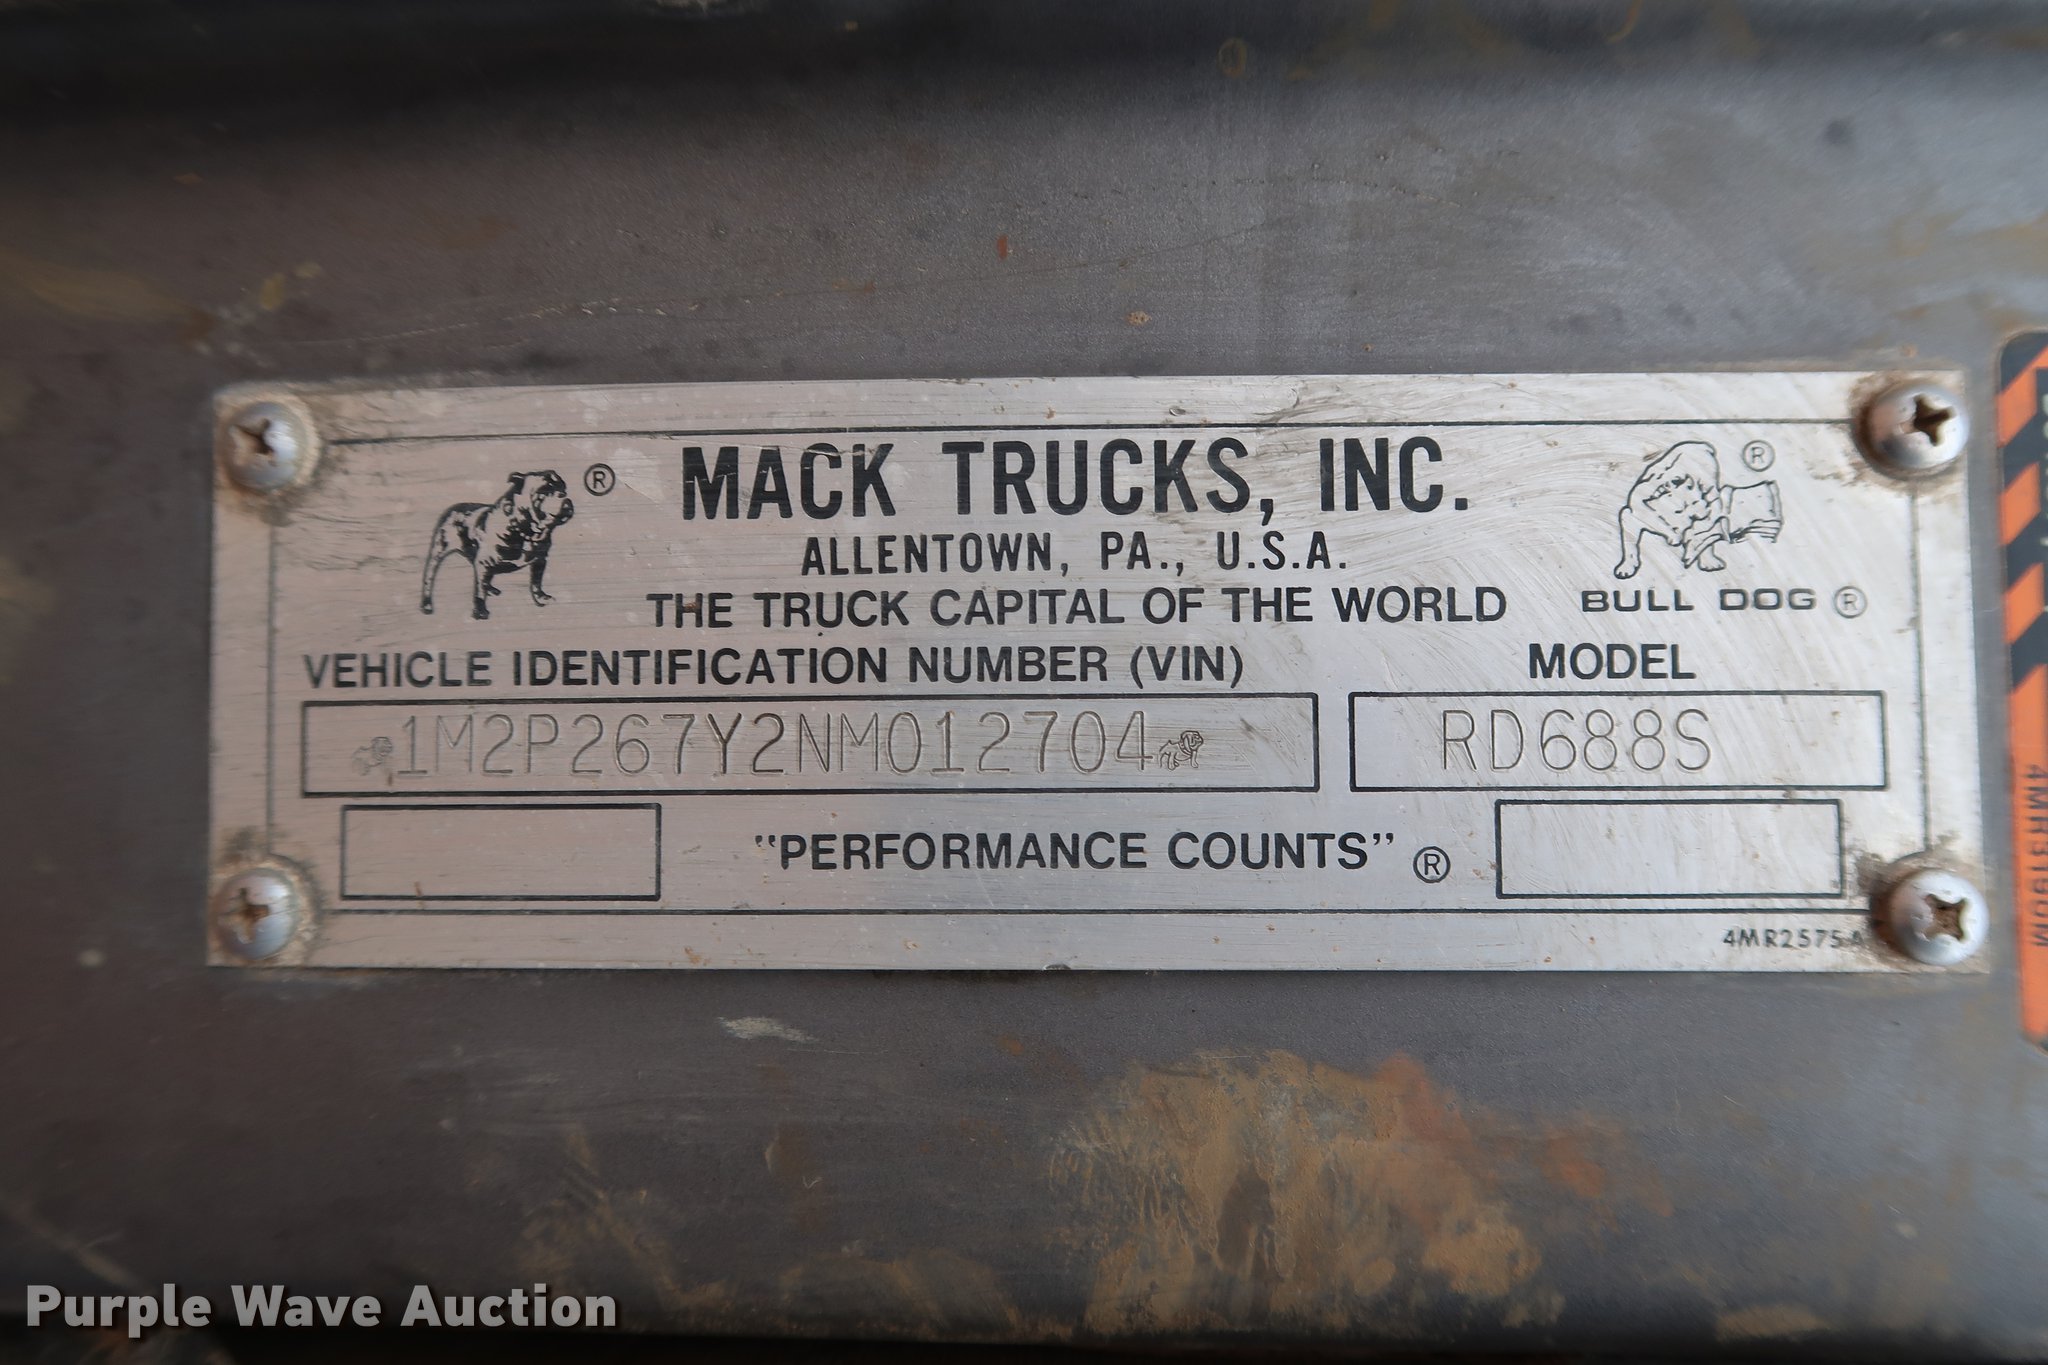 MACK TRUCKS, INC.
ALLENTOWN, PA., U.S.A.
THE TRUCK CAPITAL OF THE WORLD
®
®
BULL DOG ®
VEHICLE IDENTIFICATION NUMBER (VIN)
MODEL
1M2P267Y2NM012704
RD688S
"PERFORMANCE COUNTS" ®
4MR2575A
4MR3190M
Purple Wave Auction